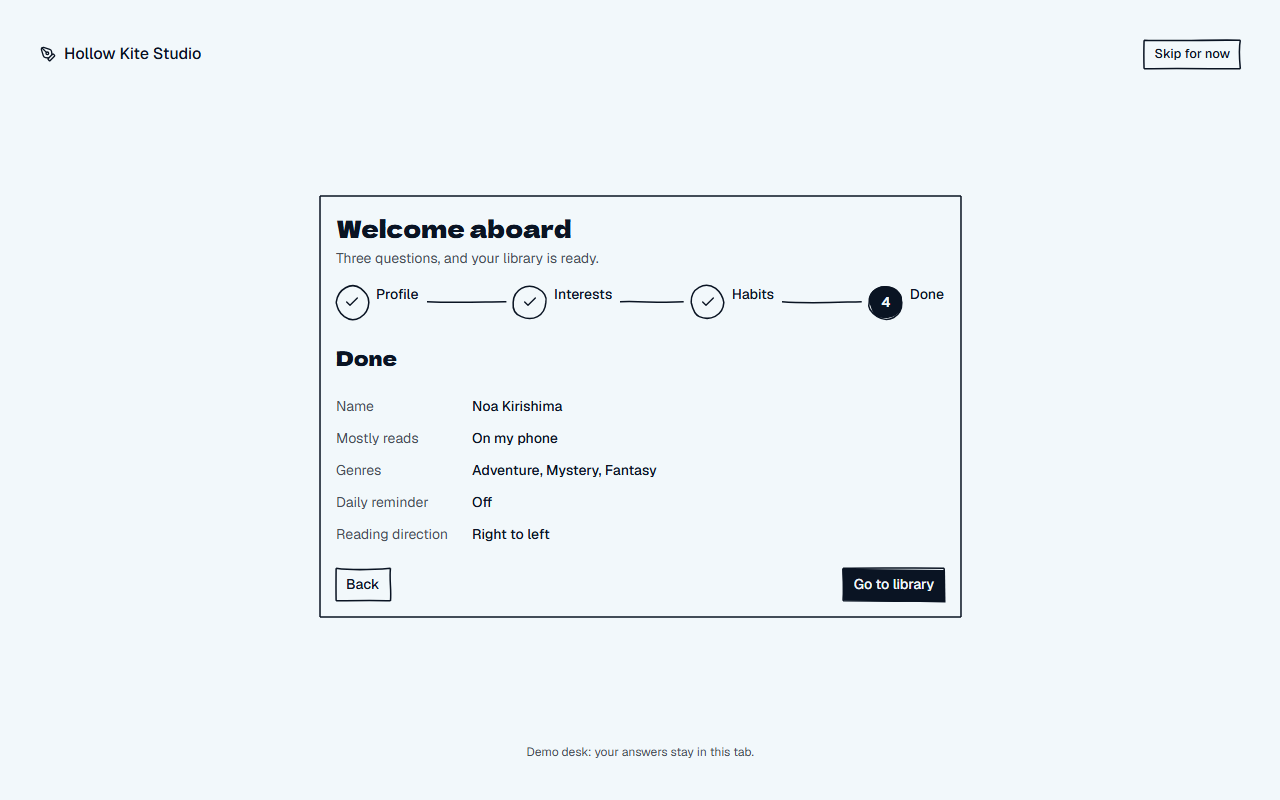 Hollow Kite Studio
Skip for now
Welcome aboard
Three questions, and your library is ready.
Profile
Interests
Habits
4 Done
Done
Name Noa Kirishima
Mostly reads On my phone
Genres Adventure, Mystery, Fantasy
Daily reminder Off
Reading direction Right to left
Back
Go to library
Demo desk: your answers stay in this tab.